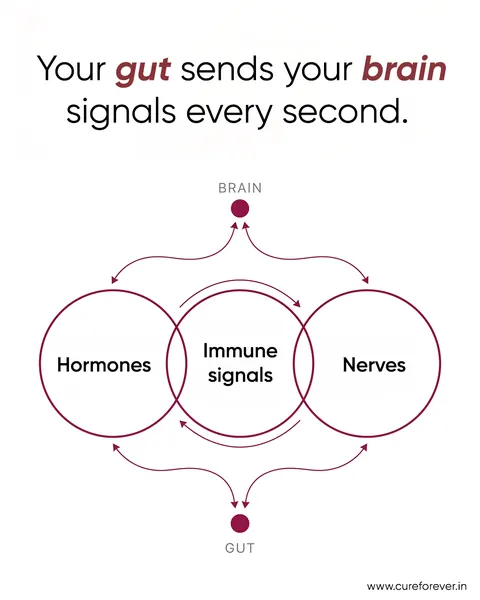 Your gut sends your brain
signals every second.
BRAIN
Hormones
Immune
signals
Nerves
GUT
www.cureforever.in